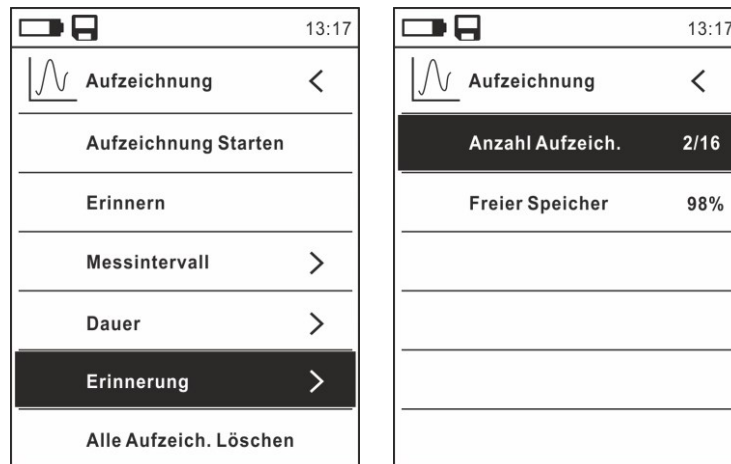 13:17
Aufzeichnung <
Aufzeichnung Starten
Erinnern
Messintervall >
Dauer >
Erinnerung >
Alle Aufzeich. Löschen
13:17
Aufzeichnung <
Anzahl Aufzeich. 2/16
Freier Speicher 98%